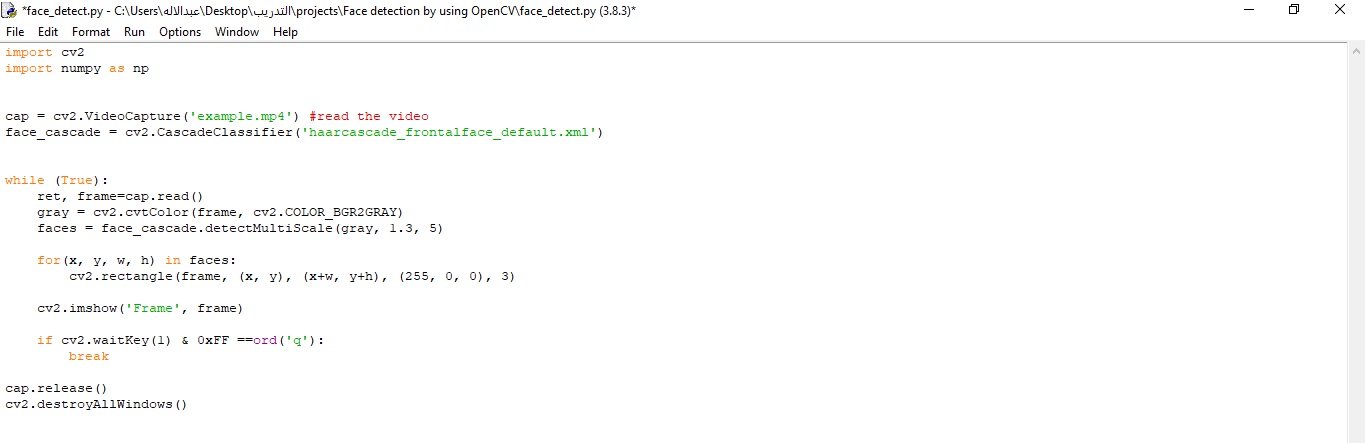 *face_detect.py - C:\Users\عبدالاله\Desktop\التدريب\projects\Face detection by using OpenCV\face_detect.py (3.8.3)*
File Edit Format Run Options Window Help
import cv2
import numpy as np
cap = cv2.VideoCapture('example.mp4') #read the video
face_cascade = cv2.CascadeClassifier('haarcascade_frontalface_default.xml')
while (True):
    ret, frame=cap.read()
    gray = cv2.cvtColor(frame, cv2.COLOR_BGR2GRAY)
    faces = face_cascade.detectMultiScale(gray, 1.3, 5)
    for(x, y, w, h) in faces:
        cv2.rectangle(frame, (x, y), (x+w, y+h), (255, 0, 0), 3)
    cv2.imshow('Frame', frame)
    if cv2.waitKey(1) & 0xFF ==ord('q'):
        break
cap.release()
cv2.destroyAllWindows()